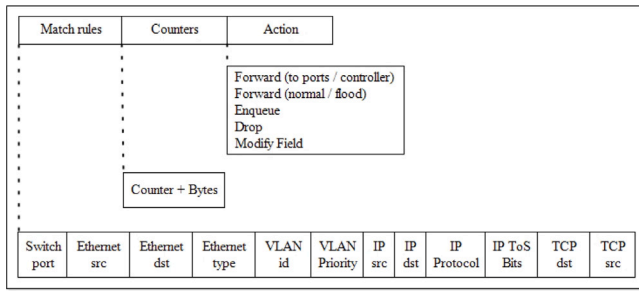 Match rules Counters Action
Forward (to ports / controller)
Forward (normal / flood)
Enqueue
Drop
Modify Field
Counter + Bytes
Switch Ethernet Ethernet Ethernet VLAN VLAN IP IP IP IP ToS TCP TCP
port src dst type id Priority src dst Protocol Bits dst src